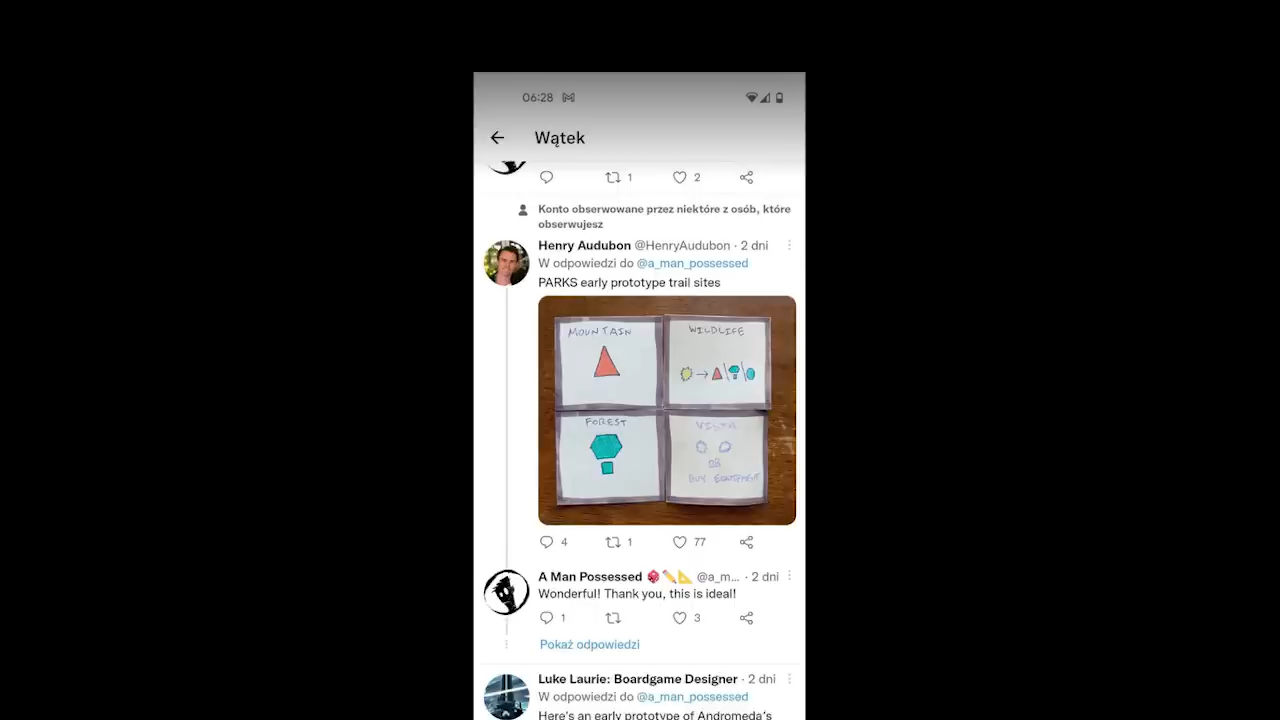 06:28
Wątek
1 2
Konto obserwowane przez niektóre z osób, które
obserwujesz
Henry Audubon @HenryAudubon · 2 dni
W odpowiedzi do @a_man_possessed
PARKS early prototype trail sites
MOUNTAIN
WILDLIFE
FOREST
VISTA
OR
BUY EQUIPMENT
4 1 77
A Man Possessed @a_m... · 2 dni
Wonderful! Thank you, this is ideal!
1 3
Pokaż odpowiedzi
Luke Laurie: Boardgame Designer · 2 dni
W odpowiedzi do @a_man_possessed
Here's an early prototype of Andromeda's